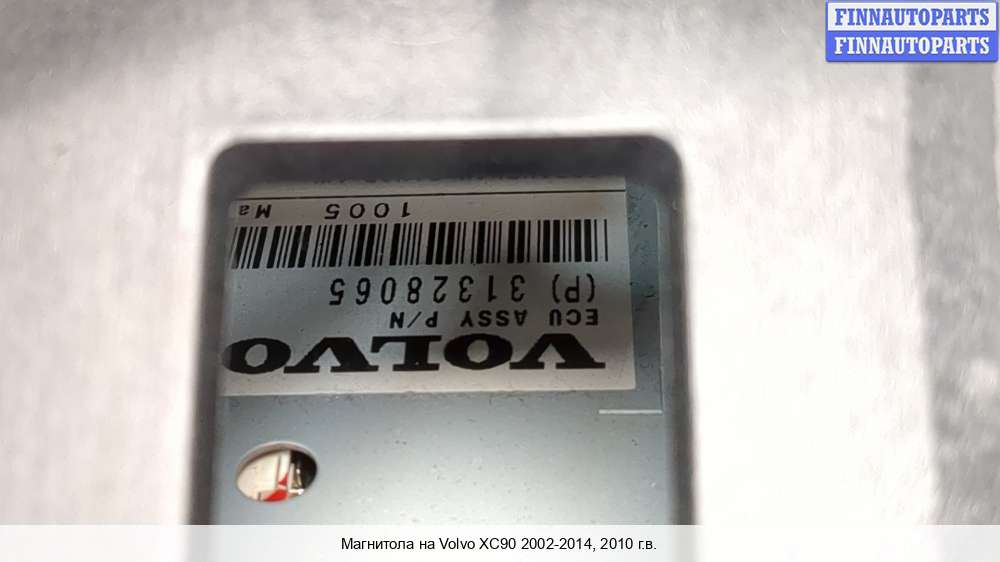 FINNAUTOPARTS
FINNAUTOPARTS
VOLVO
ECU ASSY P/N
(P) 31328065
1005 Ma
Магнитола на Volvo XC90 2002-2014, 2010 г.в.